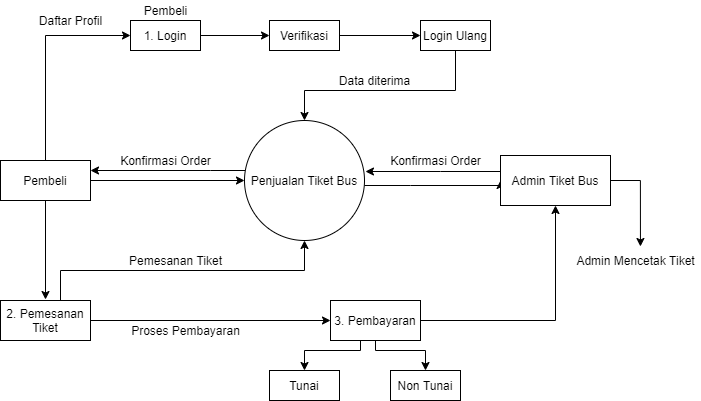 Pembeli
Daftar Profil
1. Login
Verifikasi
Login Ulang
Data diterima
Konfirmasi Order
Konfirmasi Order
Pembeli
Penjualan Tiket Bus
Admin Tiket Bus
Pemesanan Tiket
Admin Mencetak Tiket
2. Pemesanan
Tiket
Proses Pembayaran
3. Pembayaran
Tunai
Non Tunai